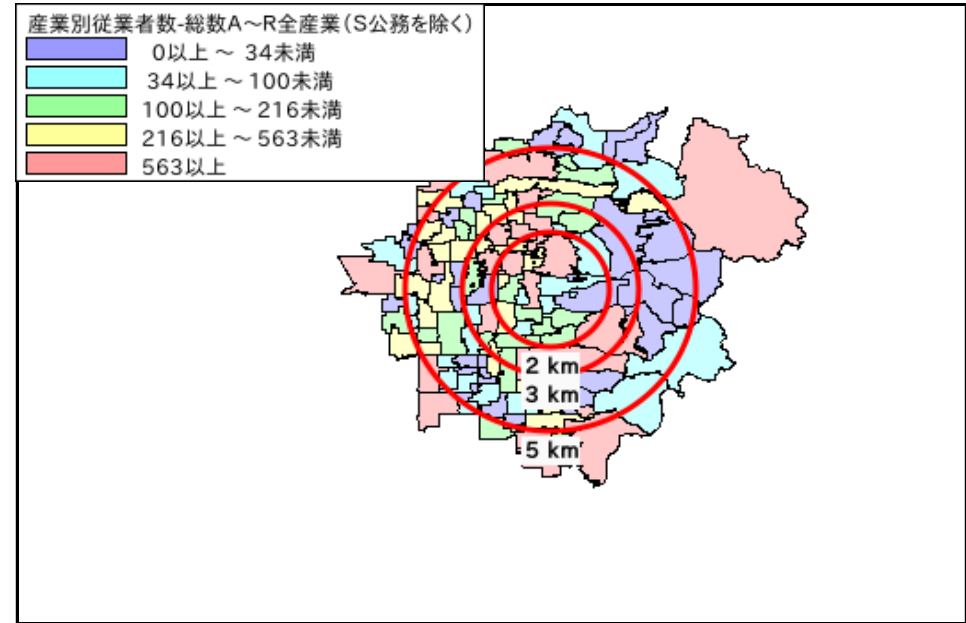 産業別従業者数-総数A～R全産業(S公務を除く)
0以上 ～ 34未満
34以上 ～ 100未満
100以上 ～ 216未満
216以上 ～ 563未満
563以上
2 km
3 km
5 km